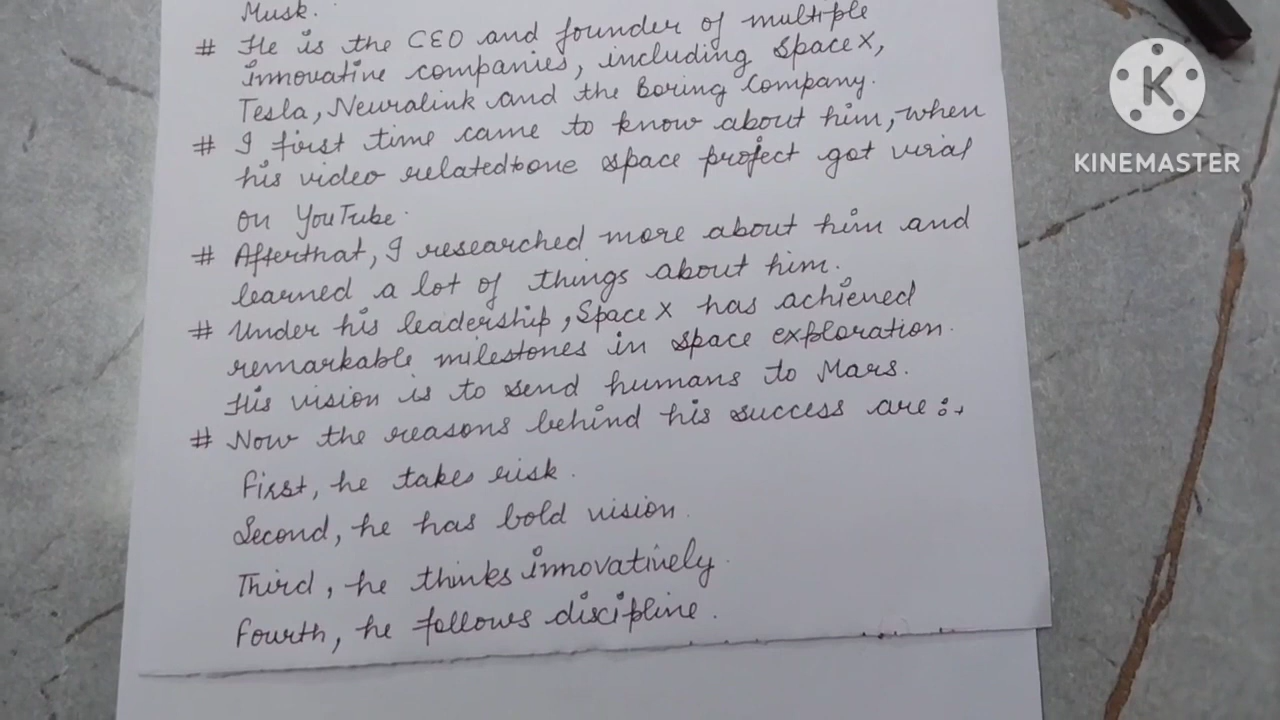 Musk.
# He is the CEO and founder of multiple
innovative companies, including SpaceX,
Tesla, Neuralink and the Boring Company.
# I first time came to know about him, when
his video related to one space project got viral
on YouTube.
# Afterthat, I researched more about him and
learned a lot of things about him.
# Under his leadership, SpaceX has achieved
remarkable milestones in space exploration.
His vision is to send humans to Mars.
# Now the reasons behind his success are:→
First, he takes risk.
Second, he has bold vision.
Third, he thinks innovatively.
Fourth, he follows discipline.
K
KINEMASTER